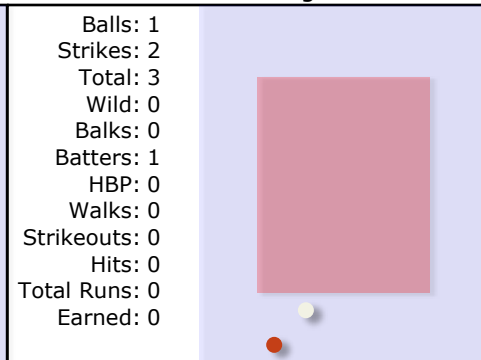 Balls: 1
Strikes: 2
Total: 3
Wild: 0
Balks: 0
Batters: 1
HBP: 0
Walks: 0
Strikeouts: 0
Hits: 0
Total Runs: 0
Earned: 0